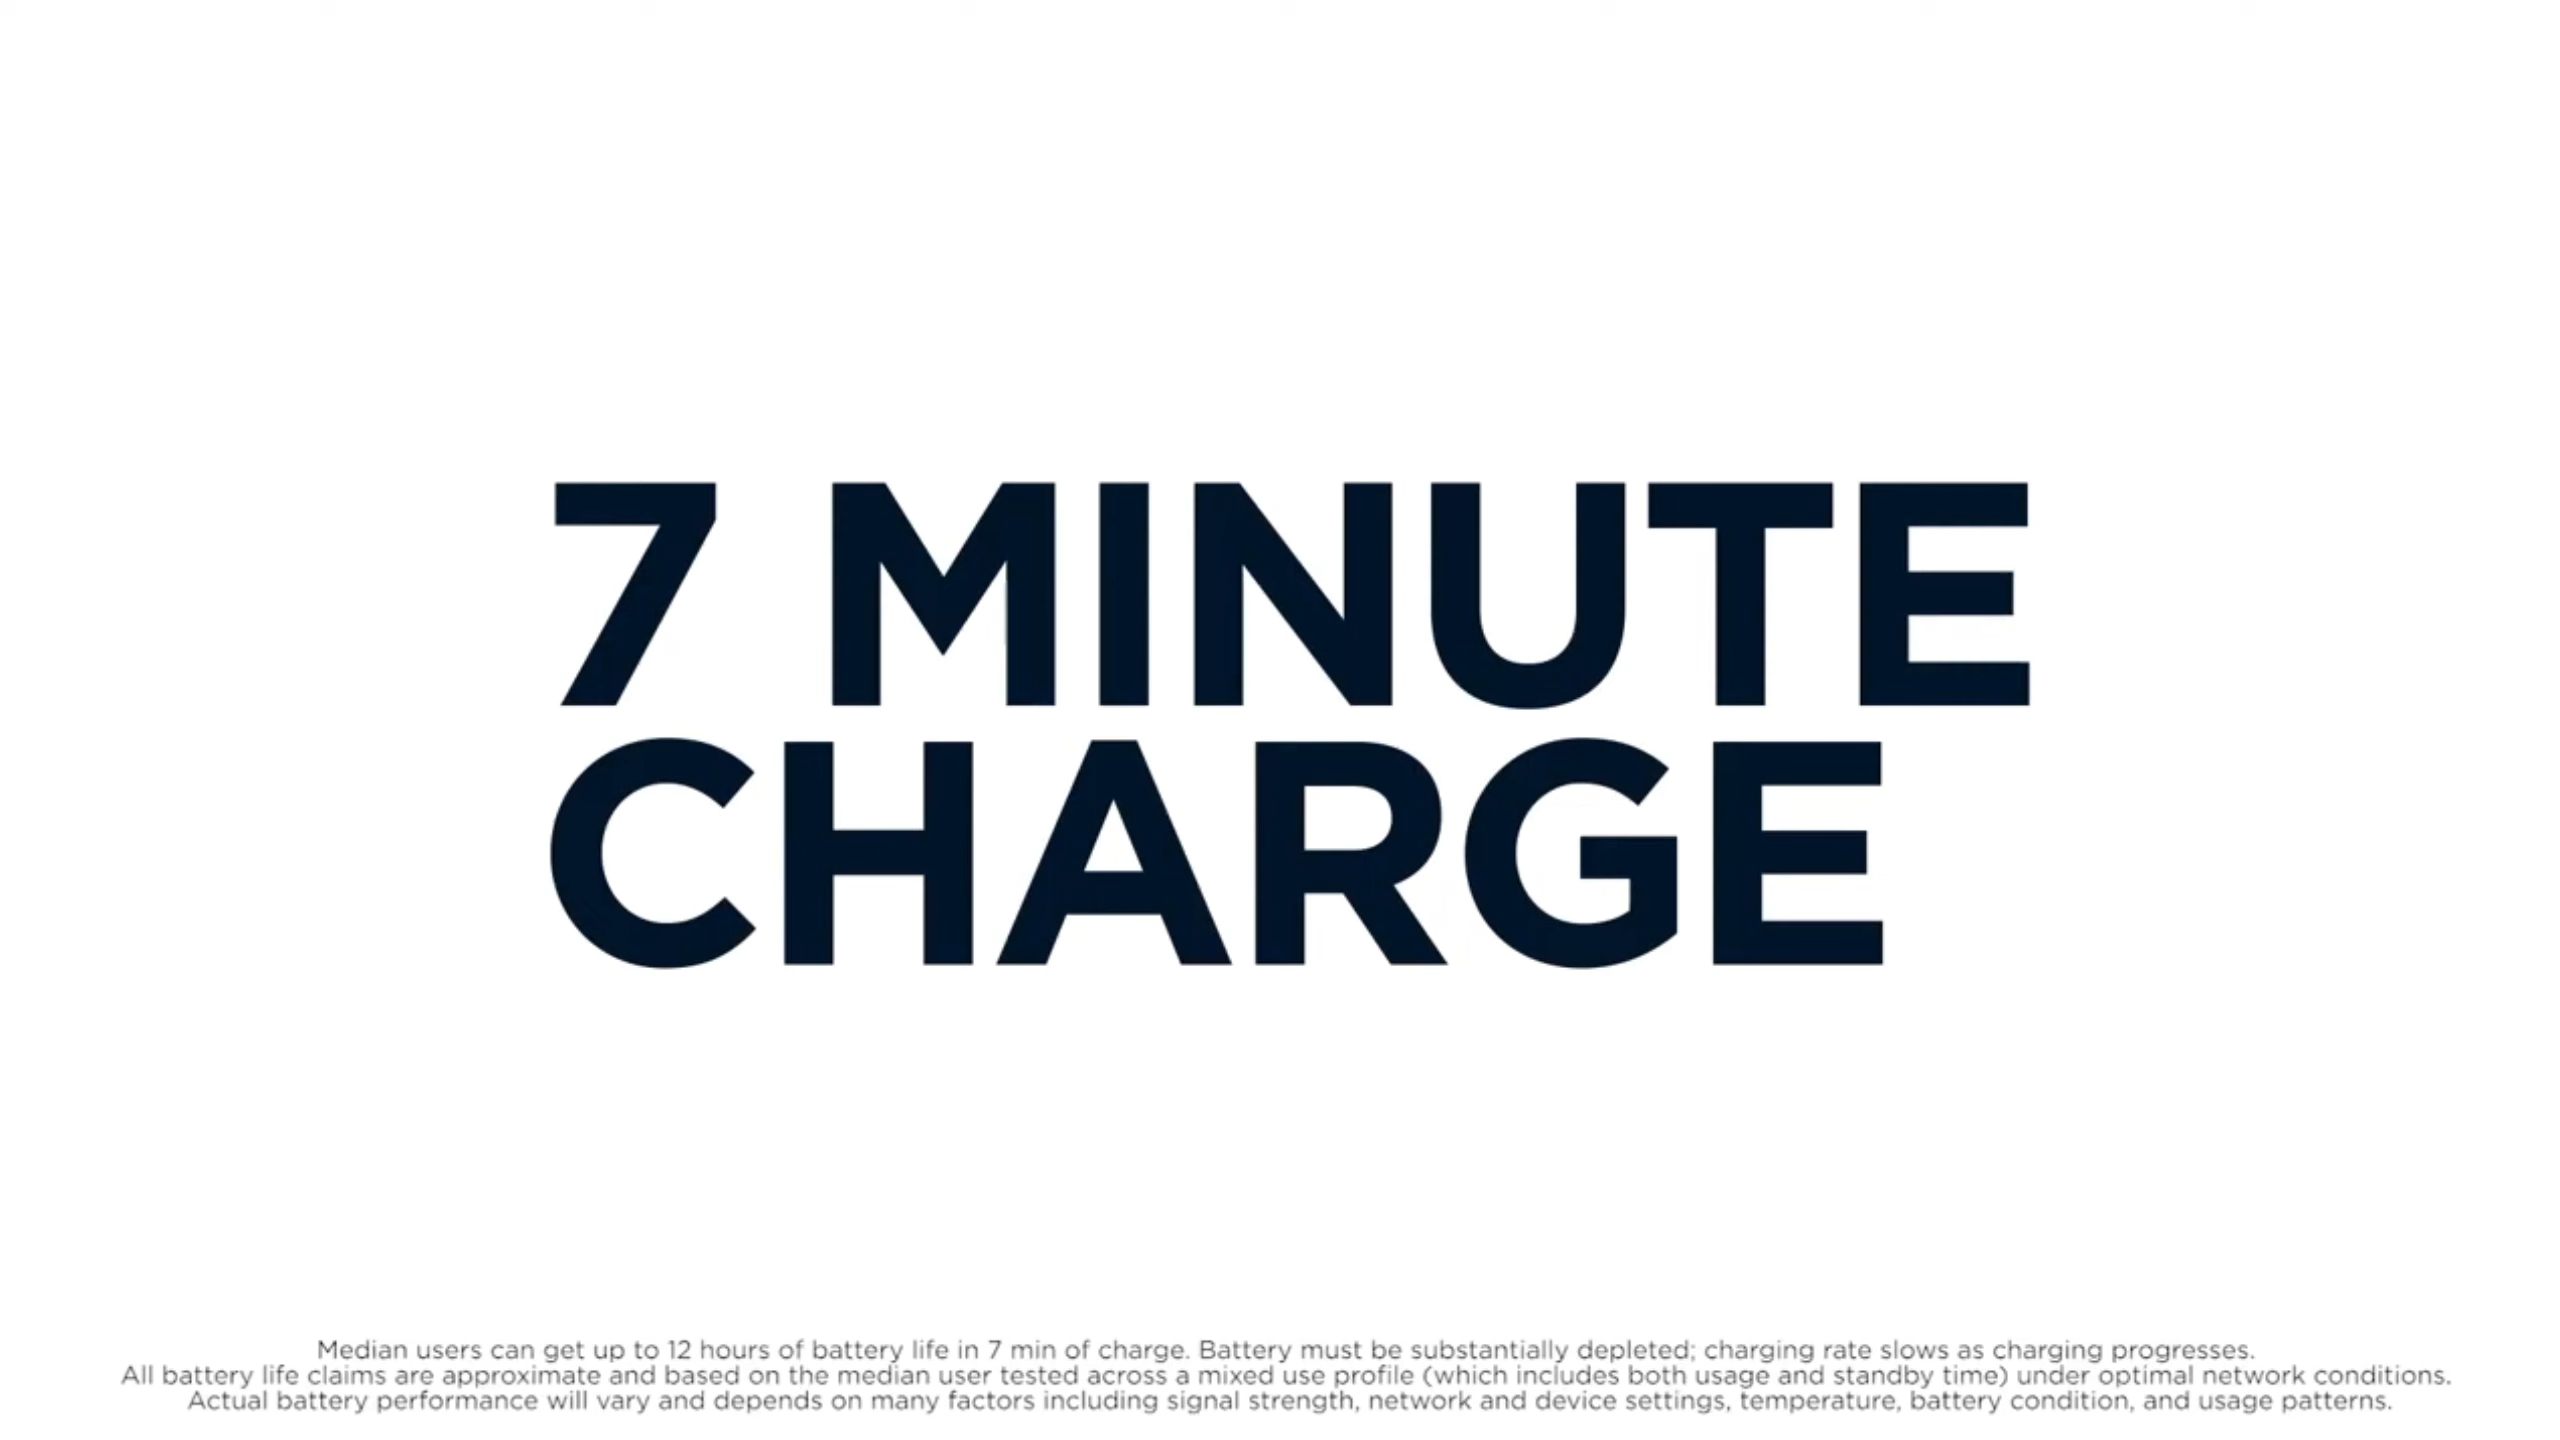 7 MINUTE
CHARGE
Median users can get up to 12 hours of battery life in 7 min of charge. Battery must be substantially depleted; charging rate slows as charging progresses.
All battery life claims are approximate and based on the median user tested across a mixed use profile (which includes both usage and standby time) under optimal network conditions.
Actual battery performance will vary and depends on many factors including signal strength, network and device settings, temperature, battery condition, and usage patterns.